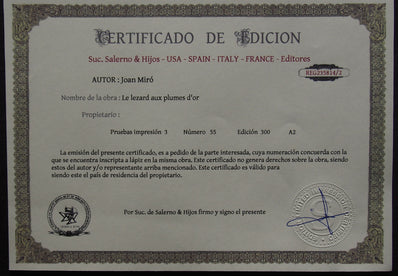 CERTIFICADO DE EDICION
Suc. Salerno & Hijos - USA - SPAIN - ITALY - FRANCE - Editores
REG235814/2
AUTOR : Joan Miró
Nombre de la obra : Le lezard aux plumes d'or
Propietario :
Pruebas impresión 3 Número 55 Edición 300 A2
La emisión del presente certificado, es a pedido de la parte interesada, cuya numeración concuerda con la
que se encuentra inscripta a lápiz en la misma obra. Este certificado no genera derechos sobre la obra, siendo
estos del autor y/o representante arriba mencionado. Este certificado es válido para
siendo este el país de residencia del propietario.
Por Suc. de Salerno & Hijos firmo y signo el presente